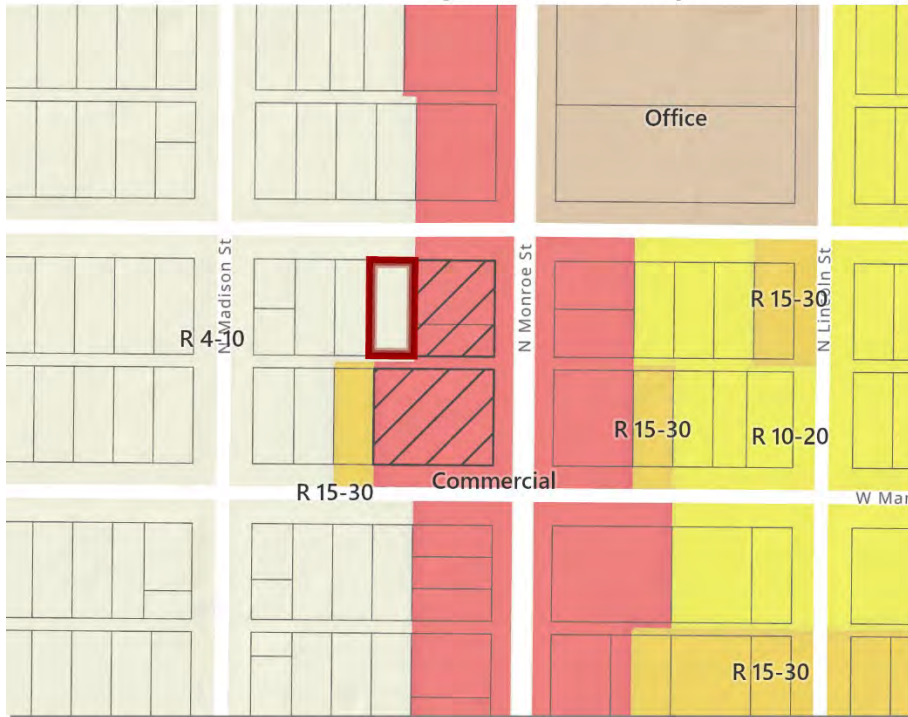 Office
N Madison St
N Monroe St
N Lincoln St
R 15-30
R 4-10
R 15-30
R 10-20
Commercial
R 15-30
W Mar
R 15-30